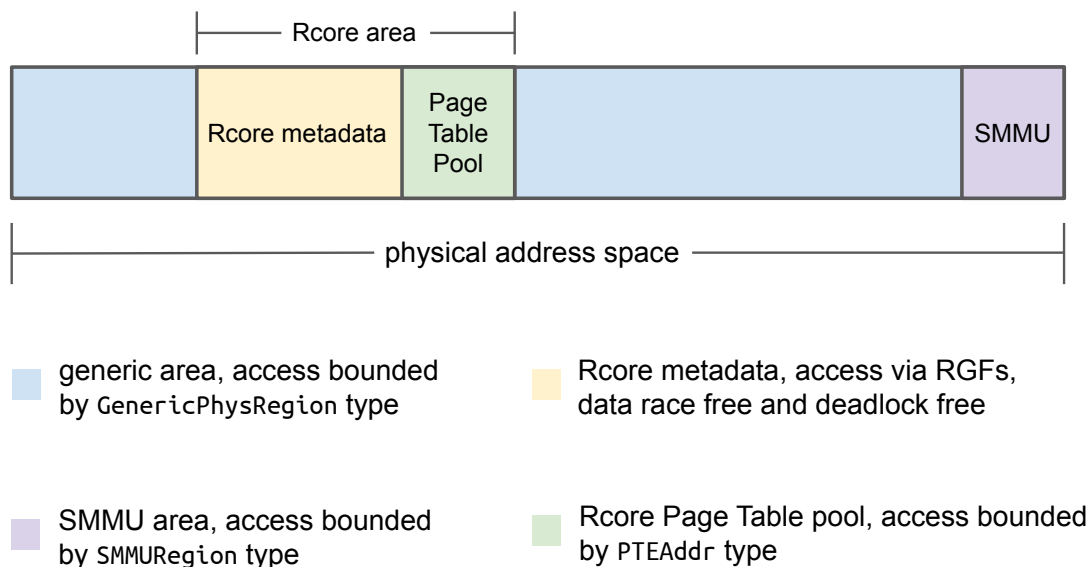 Rcore area
Rcore metadata
Page
Table
Pool
SMMU
physical address space
generic area, access bounded
by GenericPhysRegion type
Rcore metadata, access via RGFs,
data race free and deadlock free
SMMU area, access bounded
by SMMURegion type
Rcore Page Table pool, access bounded
by PTEAddr type